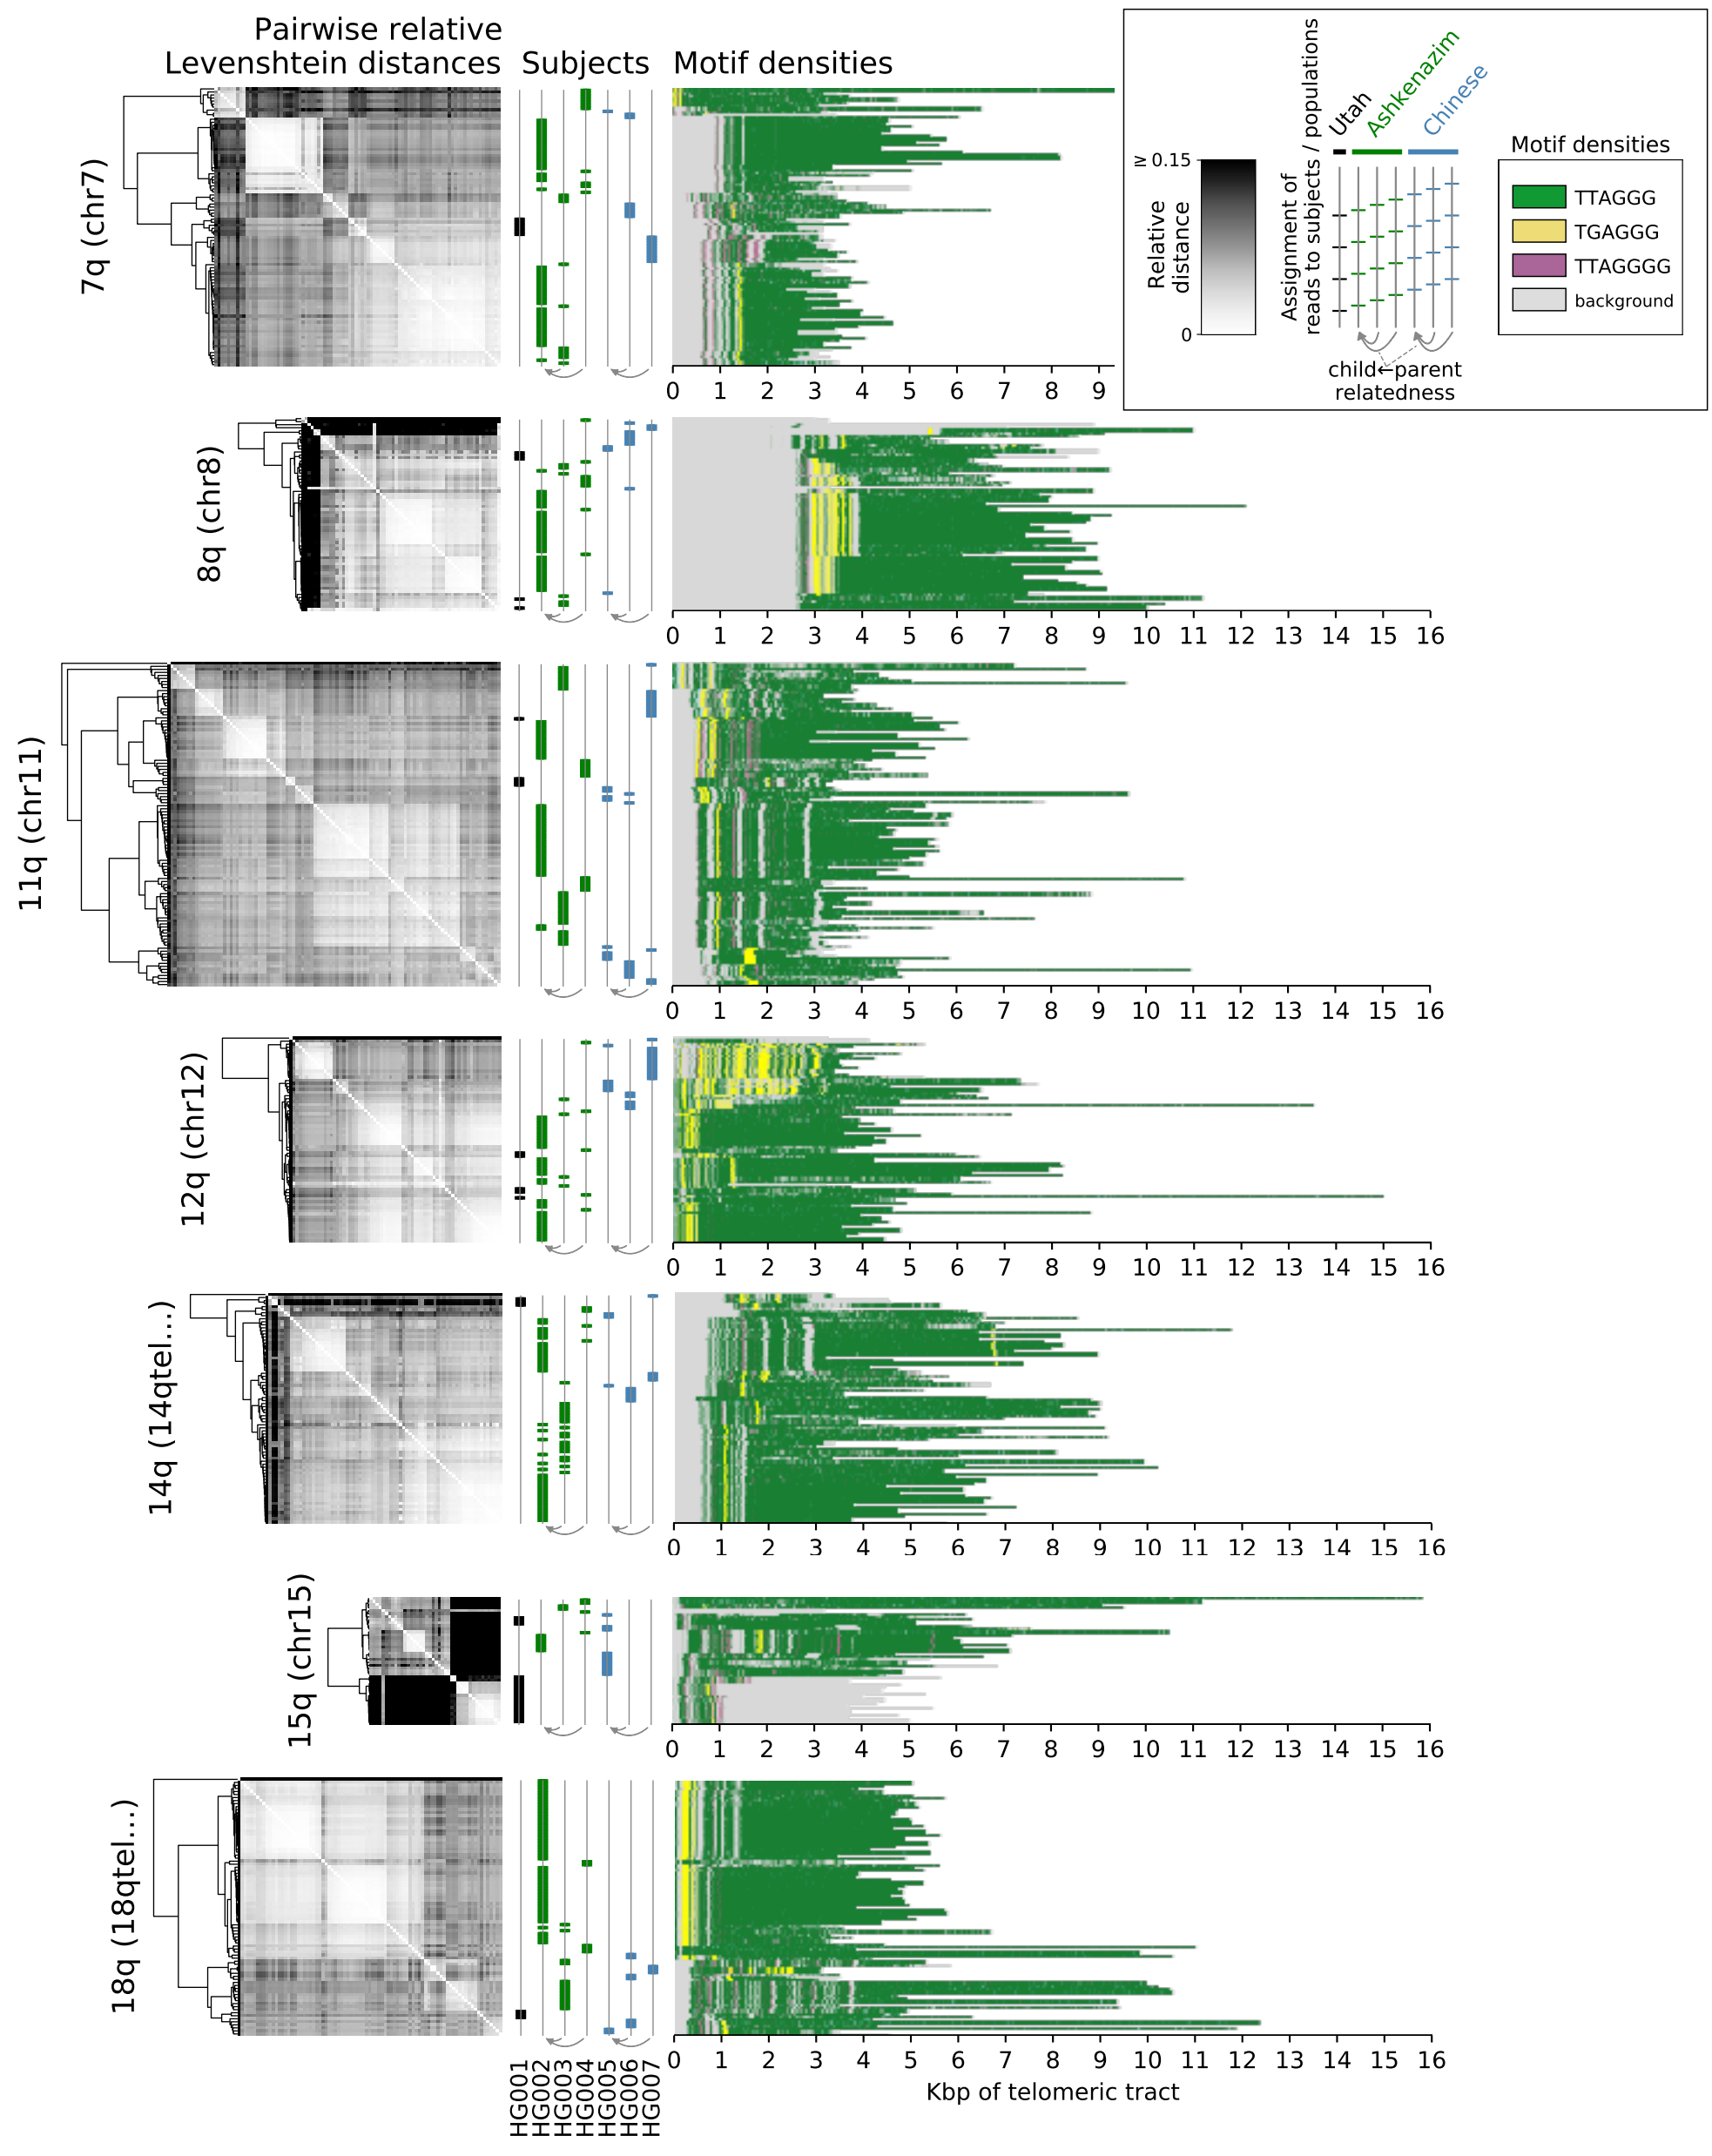 Pairwise relative
Levenshtein distances
Subjects
Motif densities
7q (chr7)
1 2 3 4 5 6 7 8 9
0
≥ 0.15
0
Relative
distance
Assignment of
reads to subjects / populations
Utah
Ashkenazim
Chinese
child←parent
relatedness
Motif densities
TTAGGG
TGAGGG
TTAGGGG
background
8q (chr8)
0 1 2 3 4 5 6 7 8 9 10 11 12 13 14 15 16
11q (chr11)
0 1 2 3 4 5 6 7 8 9 10 11 12 13 14 15 16
12q (chr12)
0 1 2 3 4 5 6 7 8 9 10 11 12 13 14 15 16
14q (14qtel...)
0 1 2 3 4 5 6 7 8 9 10 11 12 13 14 15 16
15q (chr15)
0 1 2 3 4 5 6 7 8 9 10 11 12 13 14 15 16
18q (18qtel...)
0 1 2 3 4 5 6 7 8 9 10 11 12 13 14 15 16
HG001
HG002
HG003
HG004
HG005
HG006
HG007
Kbp of telomeric tract